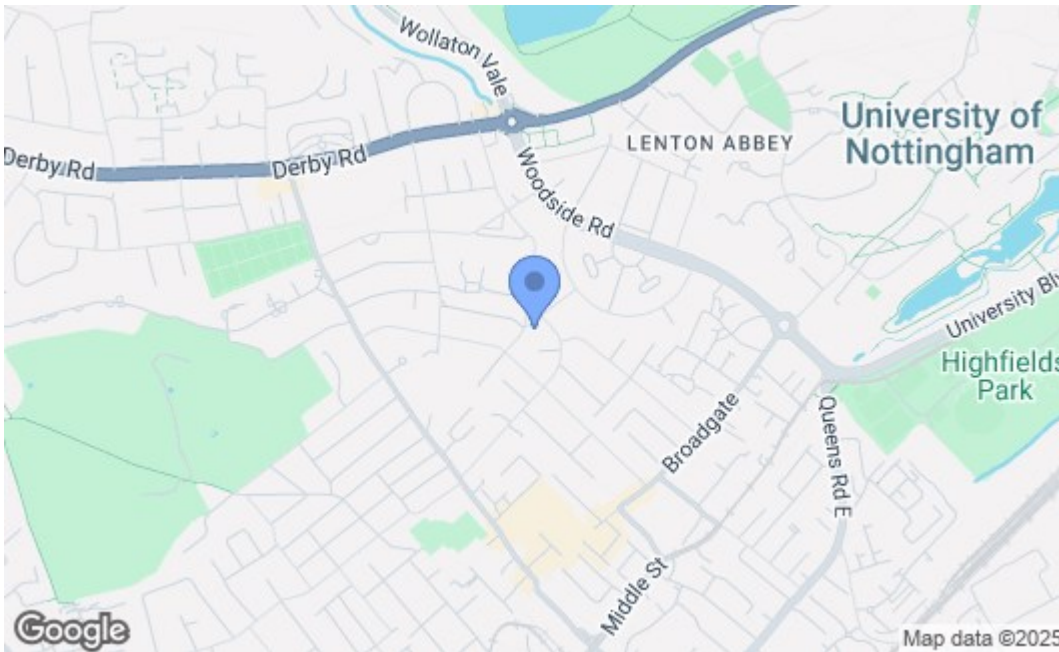 Wollaton Vale
Derby Rd
Derby Rd
LENTON ABBEY
University of
Nottingham
Woodside Rd
University Blv
Highfields
Park
Broadgate
Queens Rd E
Middle St
Google
Map data ©2025